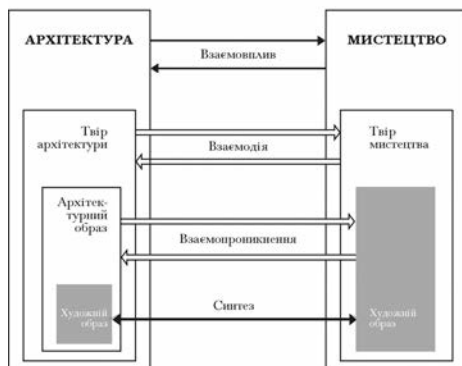 АРХІТЕКТУРА
МИСТЕЦТВО
Взаємовплив
Твір
архітектури
Взаємодія
Твір
мистецтва
Архітек-
турний
образ
Взаємопроникнення
Синтез
Художній
образ
Художній
образ